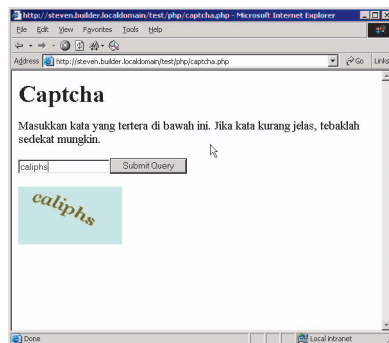 http://steven.builder.localdomain/test/php/captcha.php - Microsoft Internet Explorer
File Edit View Favorites Tools Help
Address http://steven.builder.localdomain/test/php/captcha.php Go Links
Captcha
Masukkan kata yang tertera di bawah ini. Jika kata kurang jelas, tebaklah
sedekat mungkin.
caliphs Submit Query
caliphs
Done Local intranet